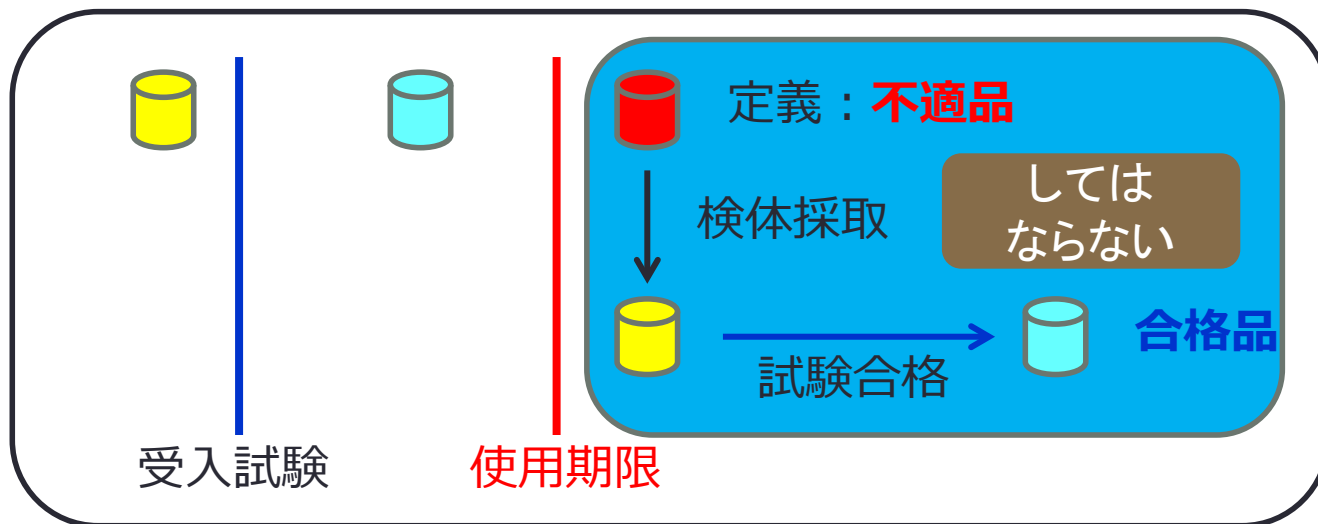 定義：不適品
検体採取
しては
ならない
合格品
試験合格
受入試験
使用期限